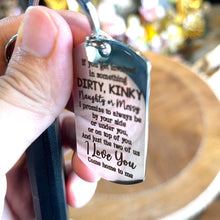 If you get
in something
DIRTY, KINKY
Naughty or Messy
I promise to always be
by your side
or under you,
or on top of you
And just the two of us
I Love You
Come home to me